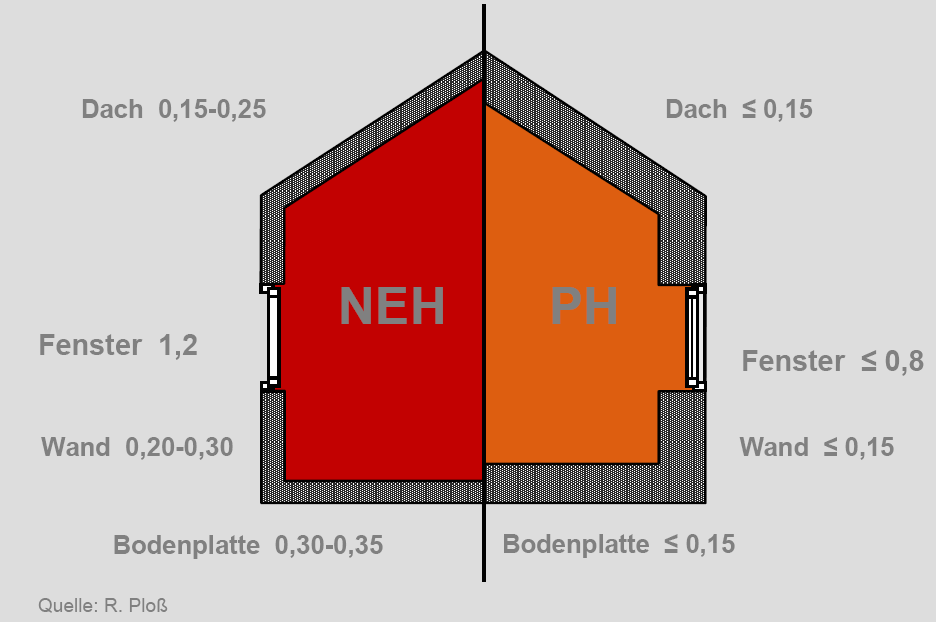 Dach 0,15-0,25
Dach ≤ 0,15
NEH
PH
Fenster 1,2
Fenster ≤ 0,8
Wand 0,20-0,30
Wand ≤ 0,15
Bodenplatte 0,30-0,35
Bodenplatte ≤ 0,15
Quelle: R. Ploß